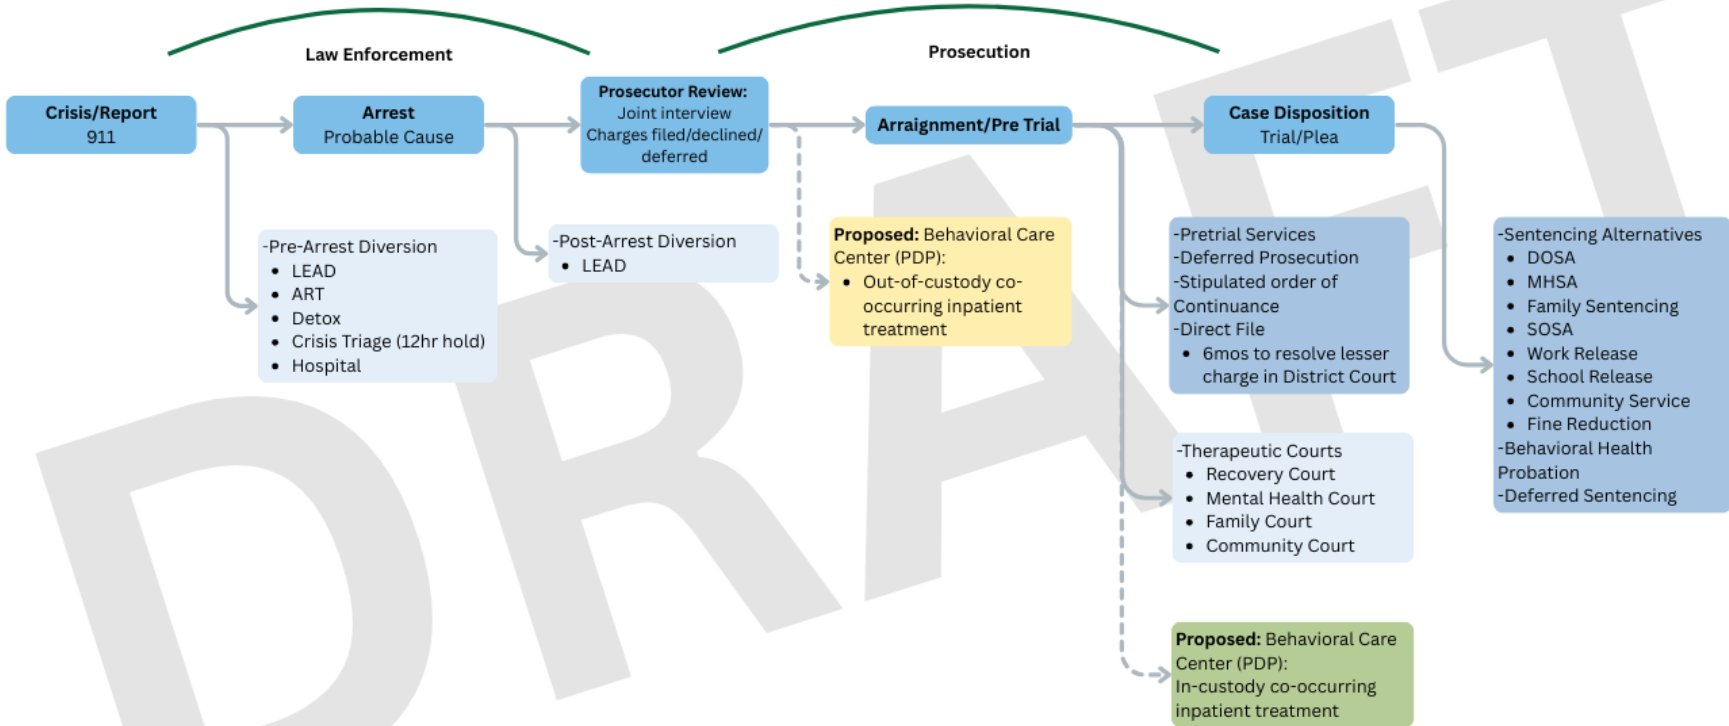 Law Enforcement
Prosecution
Crisis/Report
911
Arrest
Probable Cause
Prosecutor Review:
Joint interview
Charges filed/declined/
deferred
Arraignment/Pre Trial
Case Disposition
Trial/Plea
-Pre-Arrest Diversion
• LEAD
• ART
• Detox
• Crisis Triage (12hr hold)
• Hospital
-Post-Arrest Diversion
• LEAD
Proposed: Behavioral Care
Center (PDP):
• Out-of-custody co-
occurring inpatient
treatment
-Pretrial Services
-Deferred Prosecution
-Stipulated order of
Continuance
-Direct File
• 6mos to resolve lesser
charge in District Court
-Therapeutic Courts
• Recovery Court
• Mental Health Court
• Family Court
• Community Court
Proposed: Behavioral Care
Center (PDP):
In-custody co-occurring
inpatient treatment
-Sentencing Alternatives
• DOSA
• MHSA
• Family Sentencing
• SOSA
• Work Release
• School Release
• Community Service
• Fine Reduction
-Behavioral Health
Probation
-Deferred Sentencing
DRAFT